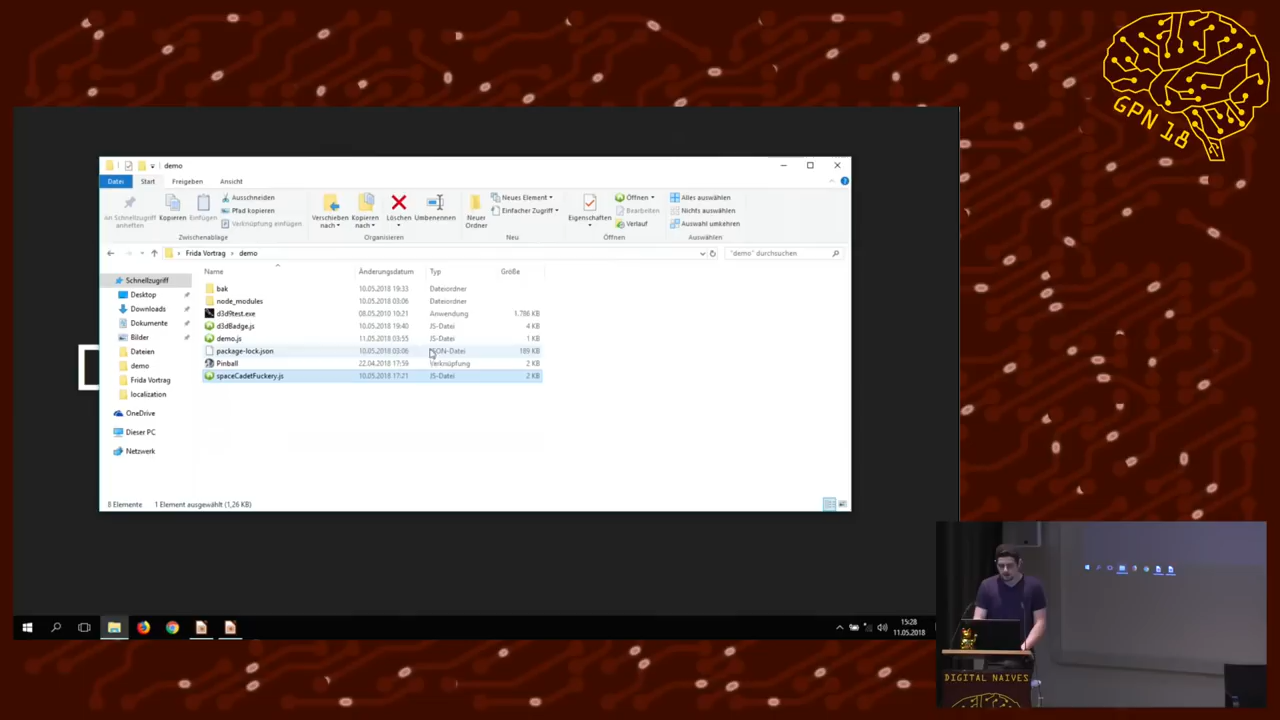 GPN 18
demo
Datei Start Freigeben Ansicht
An Schnellzugriff anheften
Kopieren
Einfügen
Ausschneiden
Pfad kopieren
Verknüpfung einfügen
Zwischenablage
Verschieben nach
Kopieren nach
Löschen
Umbenennen
Organisieren
Neuer Ordner
Neues Element
Einfacher Zugriff
Neu
Eigenschaften
Öffnen
Bearbeiten
Verlauf
Öffnen
Alles auswählen
Nichts auswählen
Auswahl umkehren
Auswählen
Frida Vortrag > demo
"demo" durchsuchen
Name Änderungsdatum Typ Größe
bak 10.05.2018 19:33 Dateiordner
node_modules 10.05.2018 03:06 Dateiordner
d3d9test.exe 08.05.2010 10:21 Anwendung 1.786 KB
d3dBadge.js 10.05.2018 19:40 JS-Datei 4 KB
demo.js 11.05.2018 03:55 JS-Datei 1 KB
package-lock.json 10.05.2018 03:06 JSON-Datei 189 KB
Pinball 22.04.2018 17:59 Verknüpfung 2 KB
spaceCadetFuckery.js 10.05.2018 17:21 JS-Datei 2 KB
Schnellzugriff
Desktop
Downloads
Dokumente
Bilder
Dateien
demo
Frida Vortrag
localization
OneDrive
Dieser PC
Netzwerk
8 Elemente 1 Element ausgewählt (1,26 KB)
15:28
11.05.2018
DIGITAL NAIVES